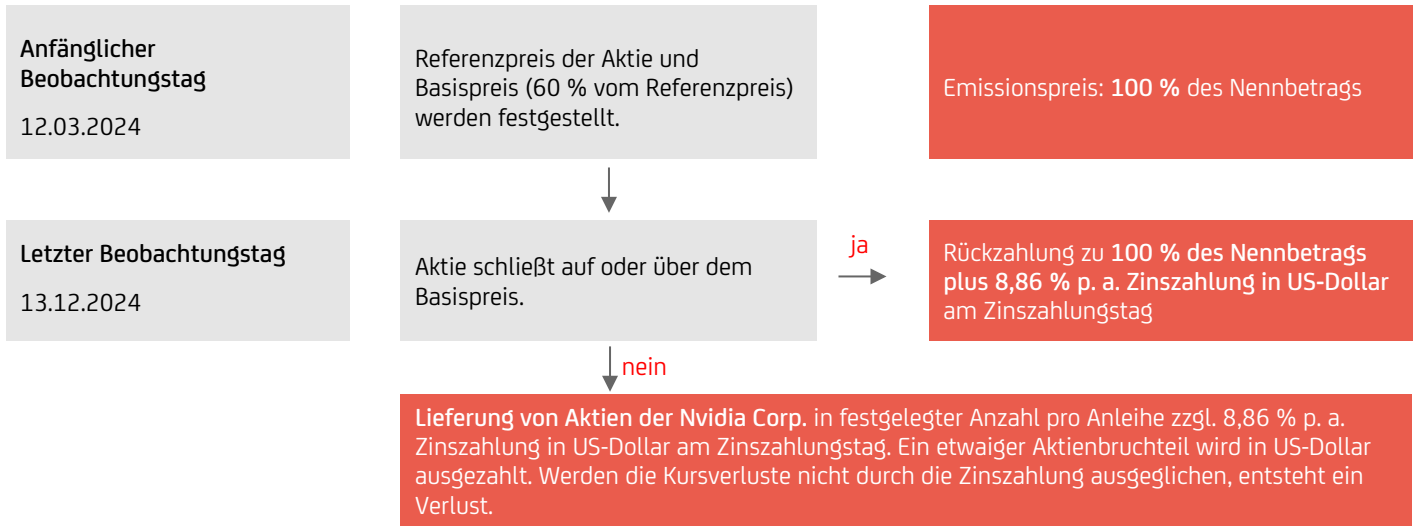 Anfänglicher
Beobachtungstag
12.03.2024
Referenzpreis der Aktie und
Basispreis (60 % vom Referenzpreis)
werden festgestellt.
Emissionspreis: 100 % des Nennbetrags
Letzter Beobachtungstag
13.12.2024
Aktie schließt auf oder über dem
Basispreis.
ja
Rückzahlung zu 100 % des Nennbetrags
plus 8,86 % p. a. Zinszahlung in US-Dollar
am Zinszahlungstag
nein
Lieferung von Aktien der Nvidia Corp. in festgelegter Anzahl pro Anleihe zzgl. 8,86 % p. a.
Zinszahlung in US-Dollar am Zinszahlungstag. Ein etwaiger Aktienbruchteil wird in US-Dollar
ausgezahlt. Werden die Kursverluste nicht durch die Zinszahlung ausgeglichen, entsteht ein
Verlust.